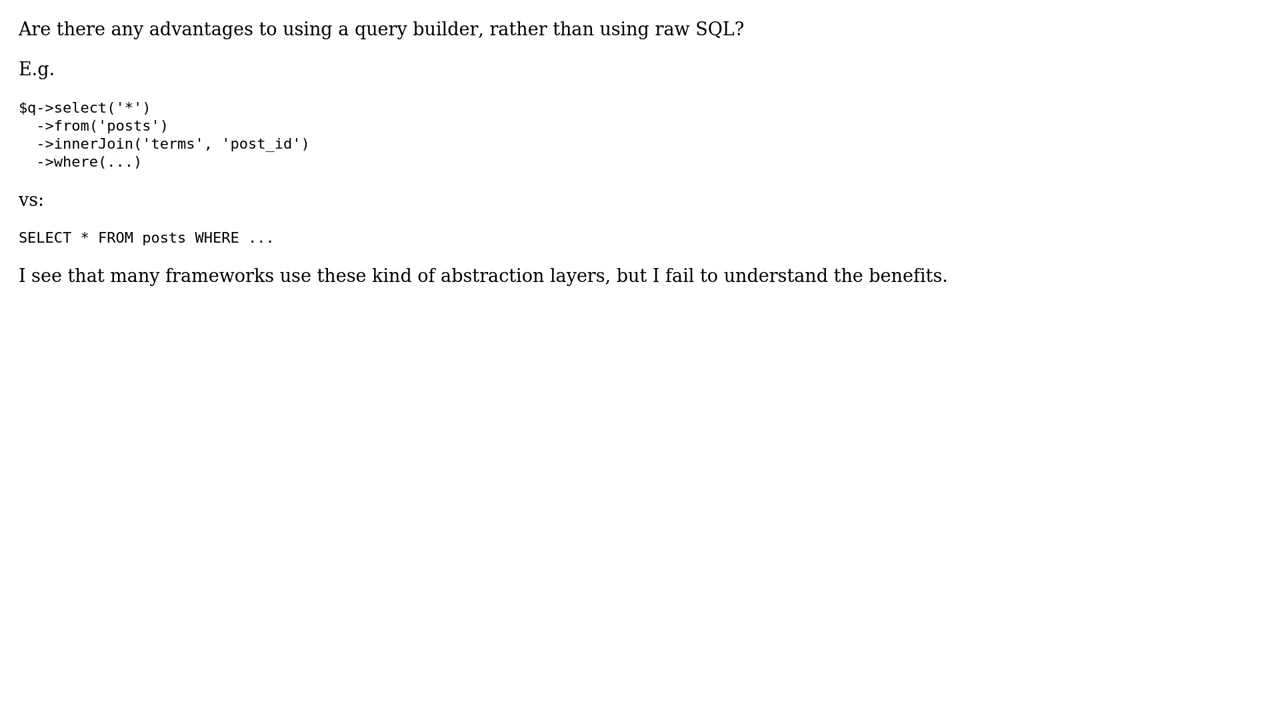 Are there any advantages to using a query builder, rather than using raw SQL?
E.g.
$q->select('*')
  ->from('posts')
  ->innerJoin('terms', 'post_id')
  ->where(...)
vs:
SELECT * FROM posts WHERE ...
I see that many frameworks use these kind of abstraction layers, but I fail to understand the benefits.